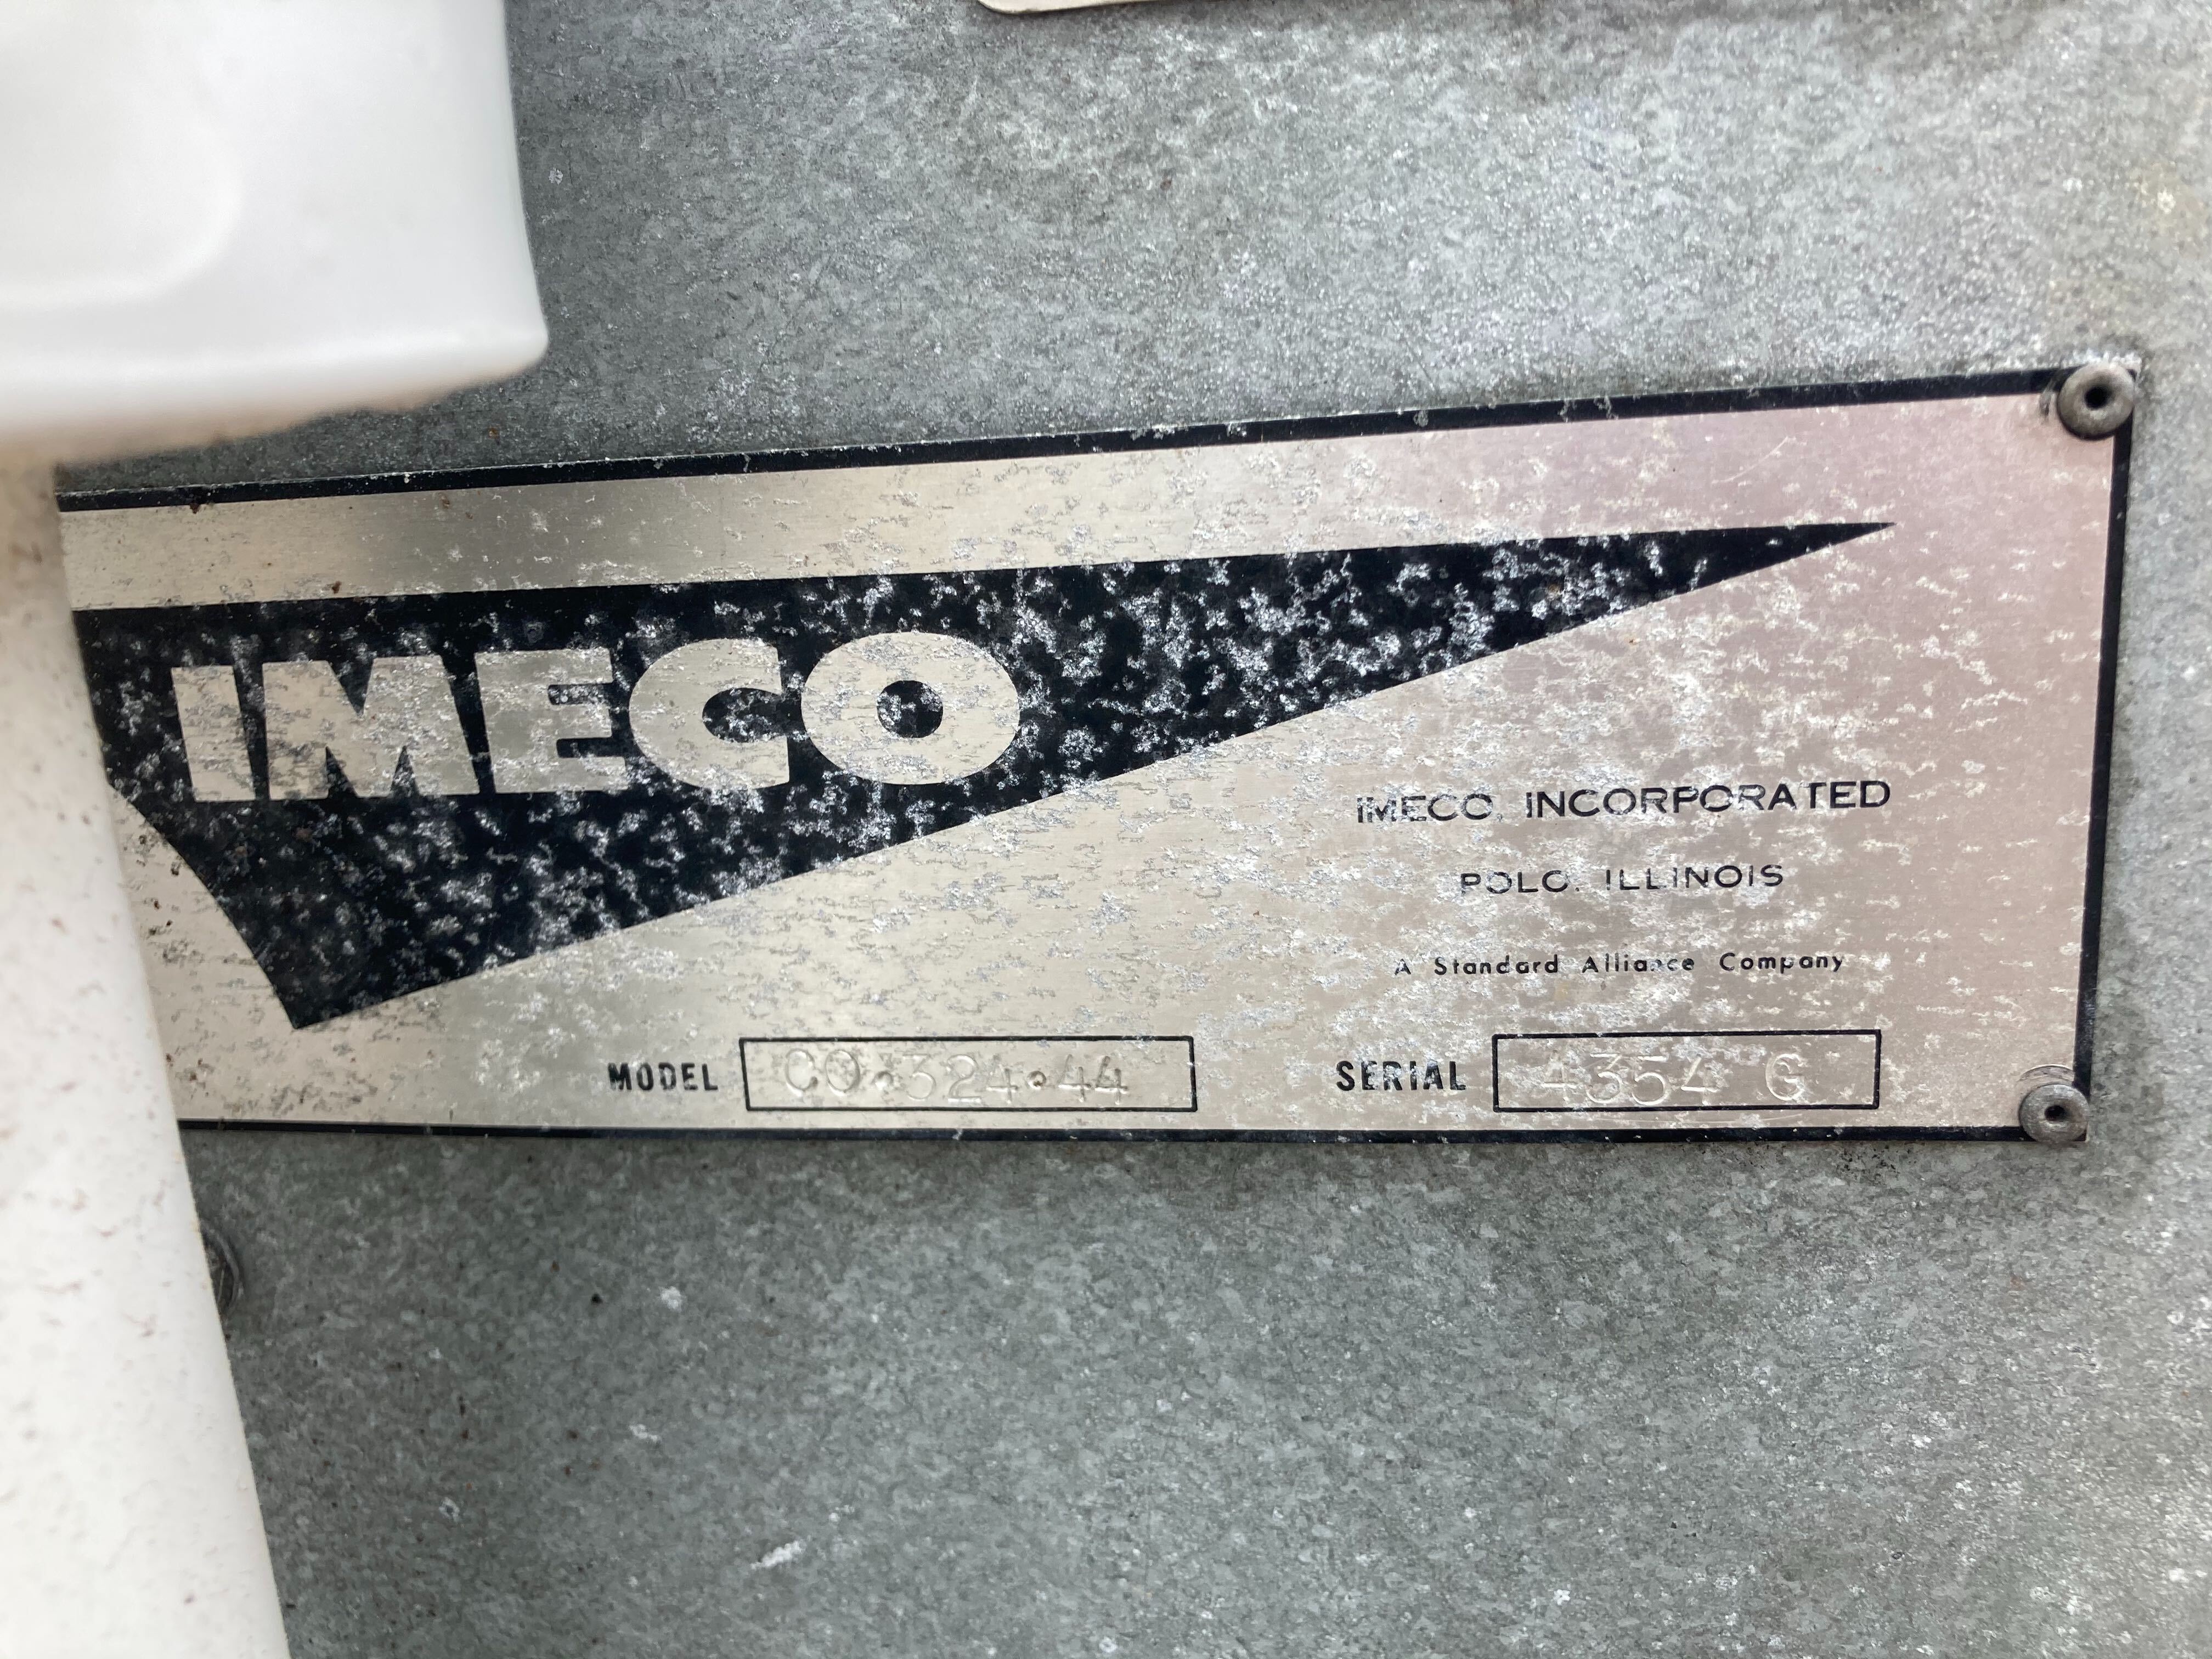 IMECO
IMECO, INCORPORATED
POLO, ILLINOIS
A Standard Alliance Company
MODEL CO.324.44 SERIAL 4354 G